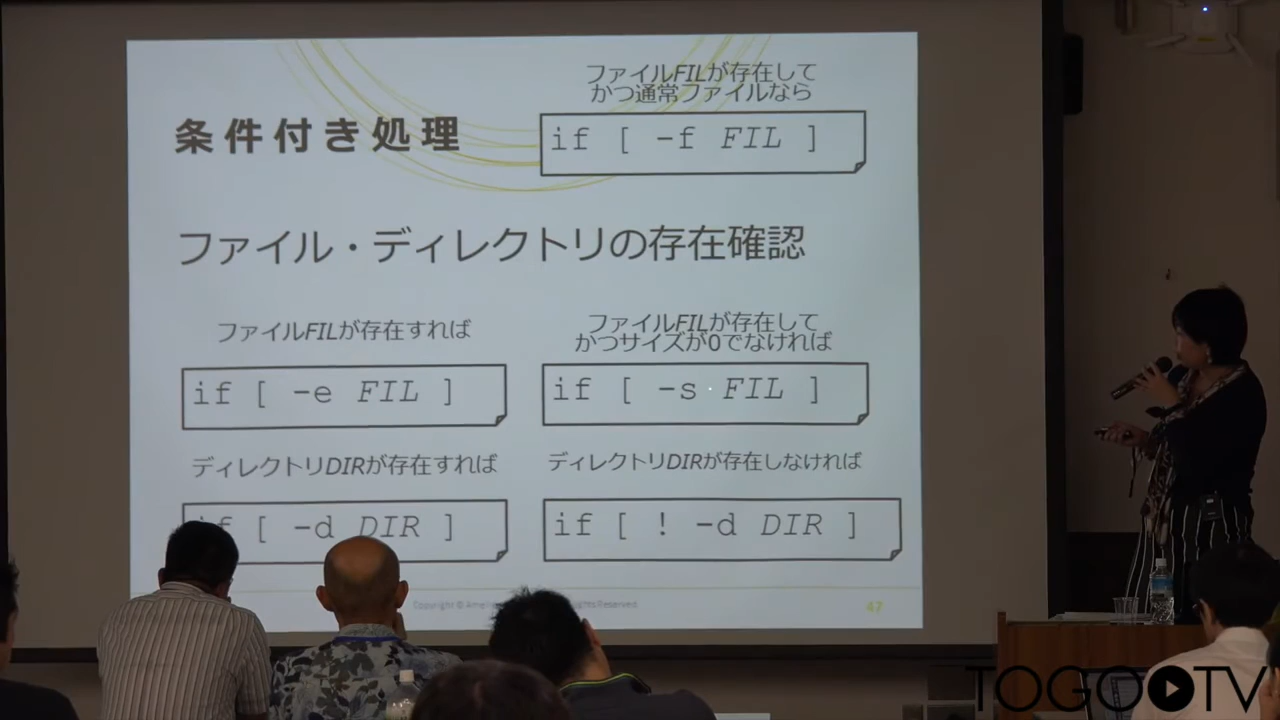 条件付き処理
ファイルFILが存在して
かつ通常ファイルなら
if [ -f FIL ]
ファイル・ディレクトリの存在確認
ファイルFILが存在すれば
if [ -e FIL ]
ファイルFILが存在して
かつサイズが0でなければ
if [ -s FIL ]
ディレクトリDIRが存在すれば
if [ -d DIR ]
ディレクトリDIRが存在しなければ
if [ ! -d DIR ]
Copyright © Reserved
47
TOGOTV